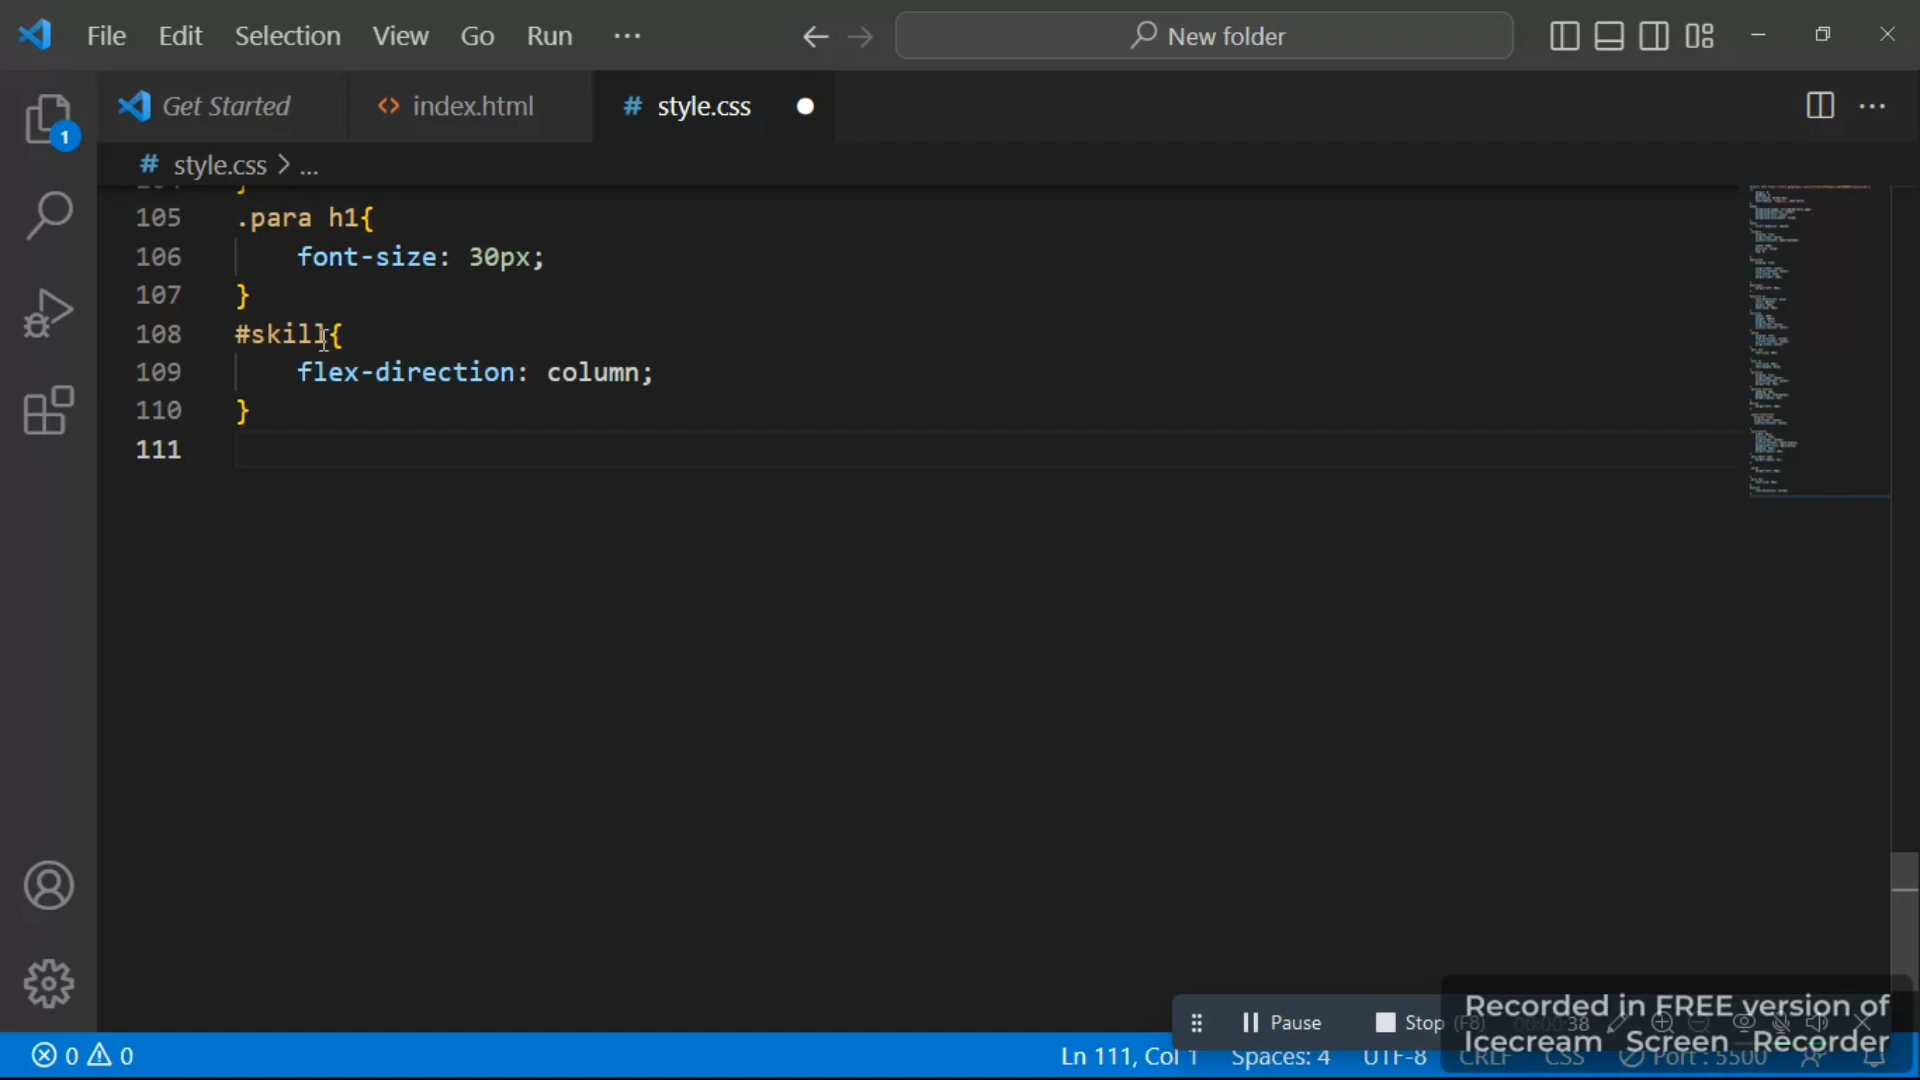 File Edit Selection View Go Run ··· New folder
Get Started index.html style.css
1
# style.css > ...
105 .para h1{
106 font-size: 30px;
107 }
108 #skill{
109 flex-direction: column;
110 }
111
Pause Stop (F8) 38
Recorded in FREE version of
Icecream Screen Recorder
0 0 Ln 111, Col 1 Spaces: 4 UTF-8 CRLF CSS Port : 5500